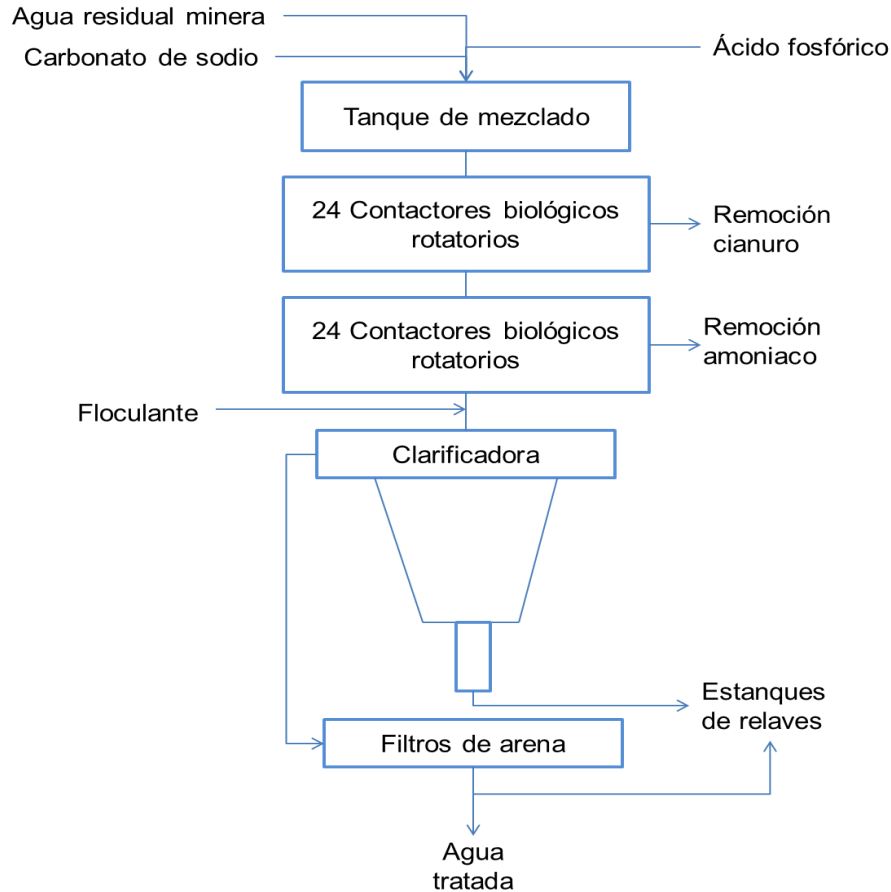 Agua residual minera
Carbonato de sodio
Ácido fosfórico
Tanque de mezclado
24 Contactores biológicos
rotatorios
Remoción
cianuro
24 Contactores biológicos
rotatorios
Remoción
amoniaco
Floculante
Clarificadora
Estanques
de relaves
Filtros de arena
Agua
tratada